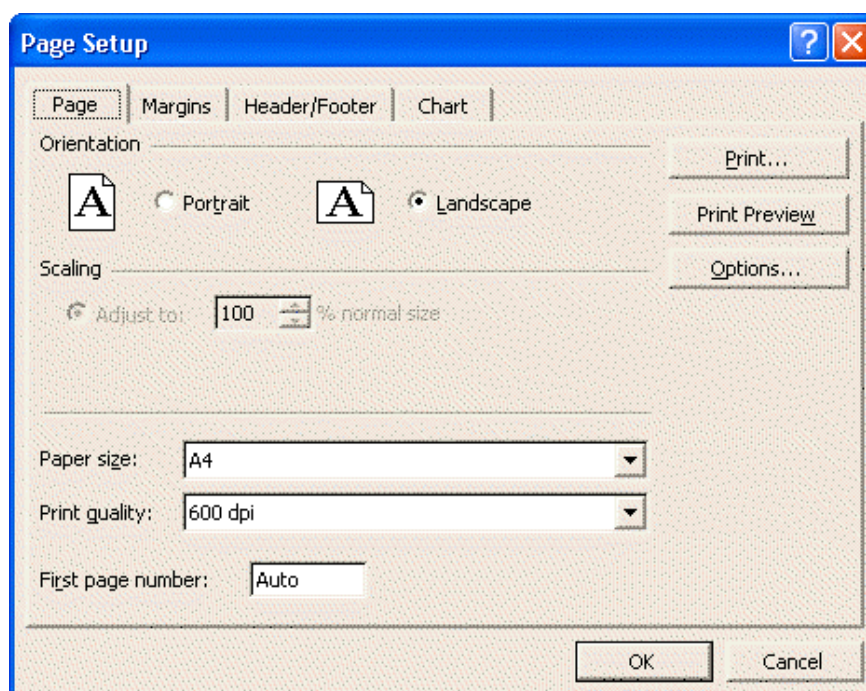 Page Setup
?
Page Margins Header/Footer Chart
Orientation
A Portrait A Landscape
Print...
Print Preview
Scaling
Options...
Adjust to: 100 % normal size
Paper size: A4
Print quality: 600 dpi
First page number: Auto
OK Cancel